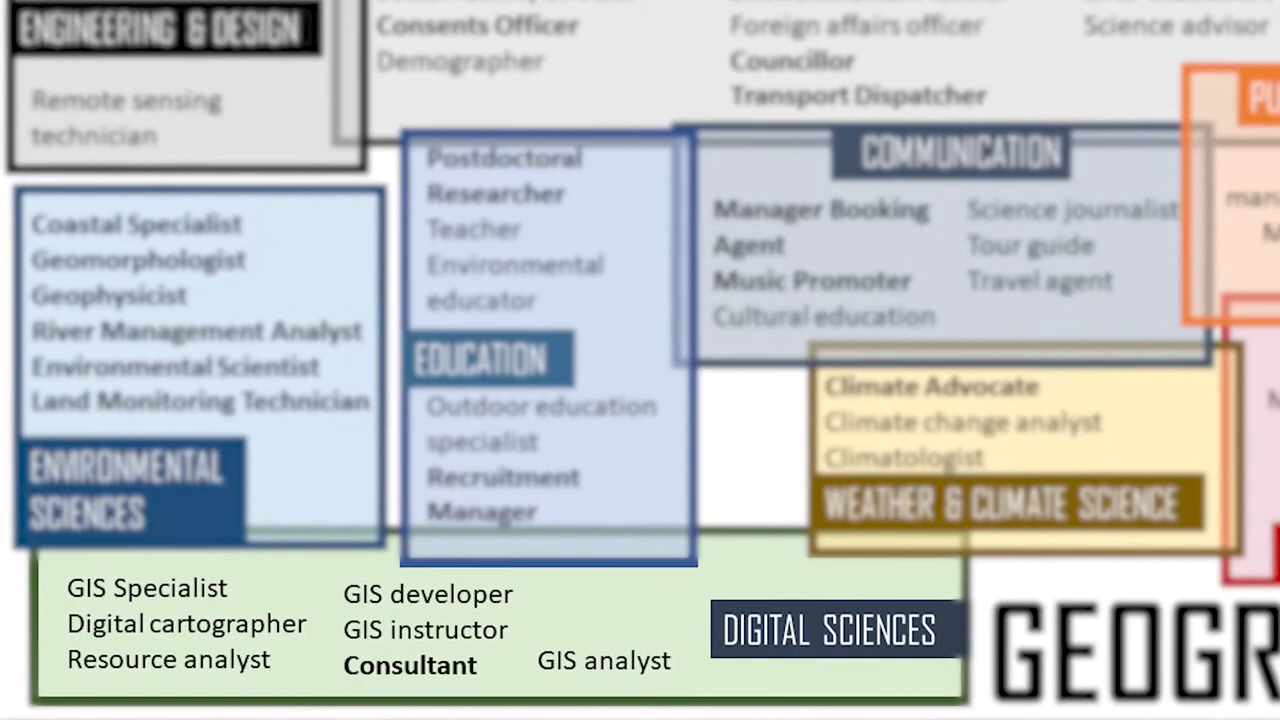 ENGINEERING & DESIGN
Remote sensing
technician
Consents Officer
Demographer
Foreign affairs officer
Councillor
Transport Dispatcher
Science advisor
Coastal Specialist
Geomorphologist
Geophysicist
River Management Analyst
Environmental Scientist
Land Monitoring Technician
ENVIRONMENTAL
SCIENCES
Postdoctoral
Researcher
Teacher
Environmental
educator
EDUCATION
Outdoor education
specialist
Recruitment
Manager
COMMUNICATION
Manager Booking
Agent
Music Promoter
Cultural education
Science journalist
Tour guide
Travel agent
Climate Advocate
Climate change analyst
Climatologist
WEATHER & CLIMATE SCIENCE
GIS Specialist
Digital cartographer
Resource analyst
GIS developer
GIS instructor
Consultant
GIS analyst
DIGITAL SCIENCES
GEOGR